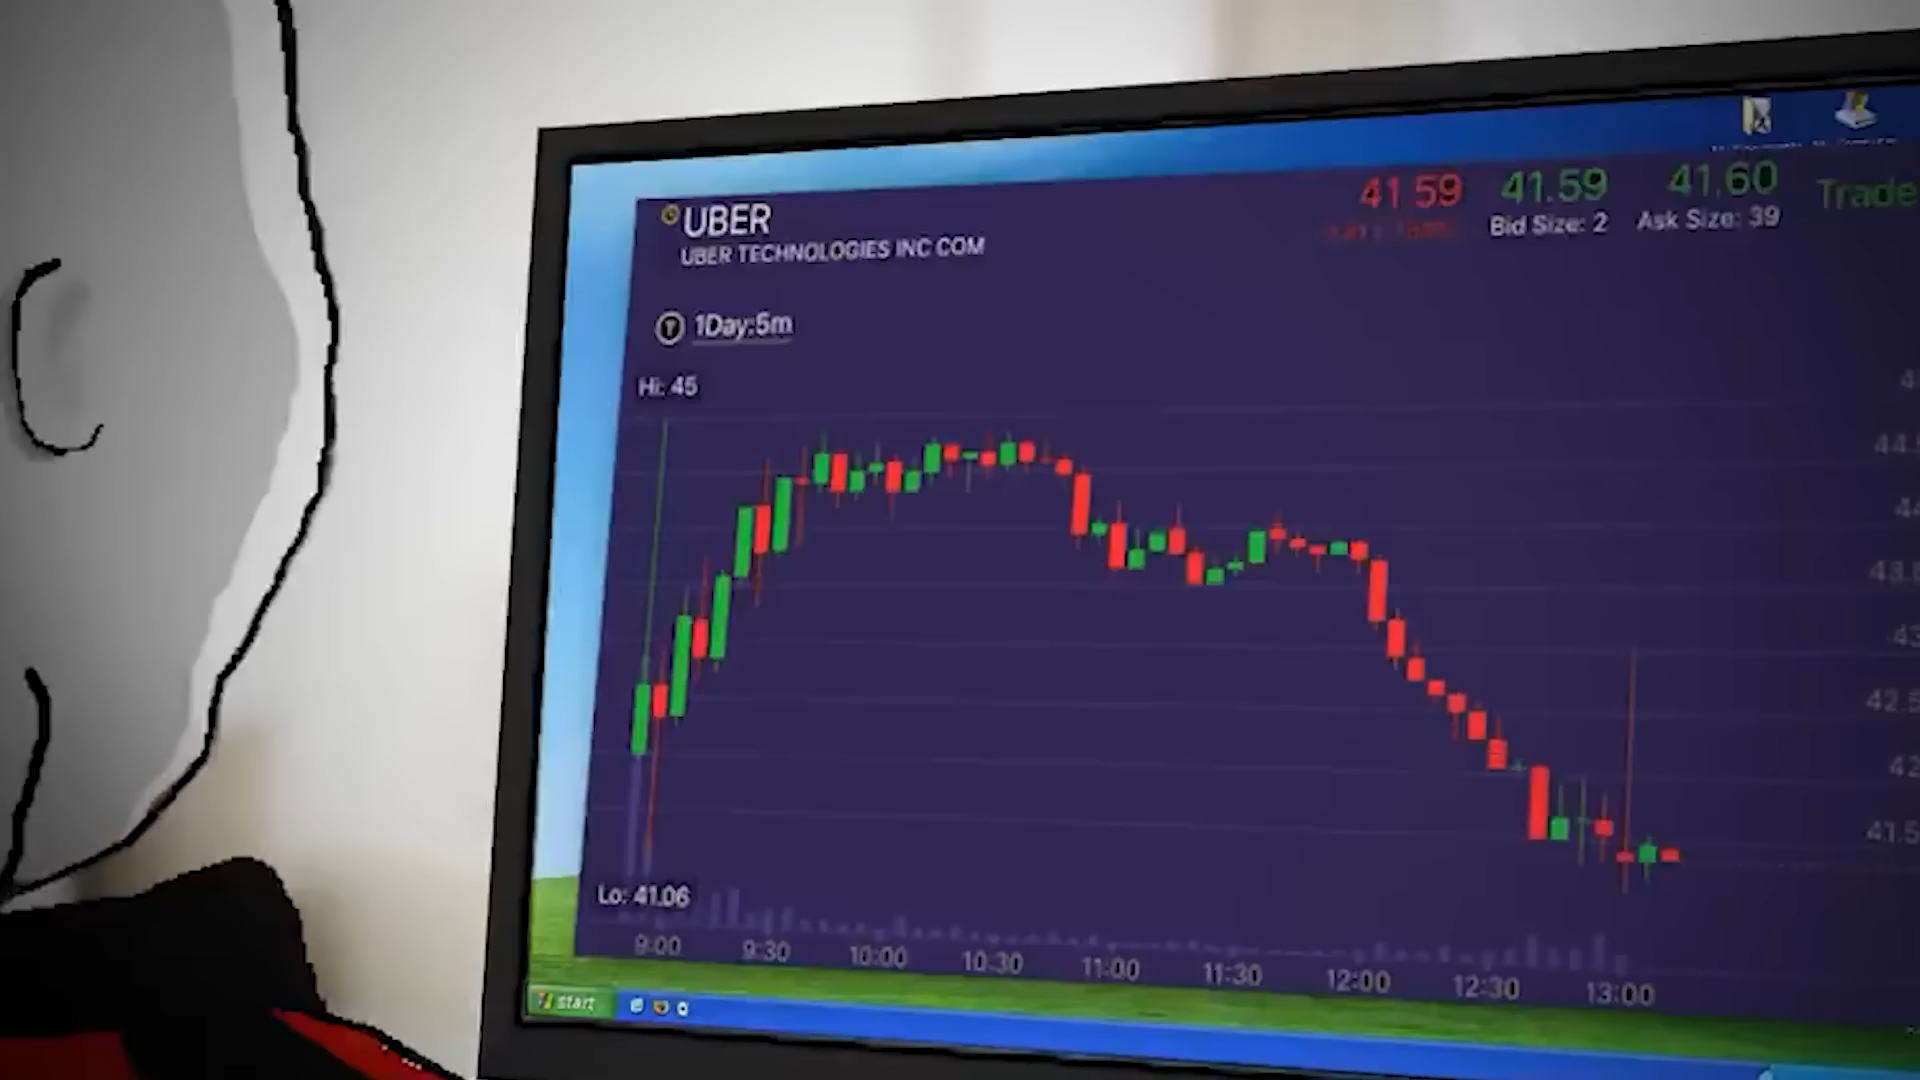 UBER
UBER TECHNOLOGIES INC COM
41.59
41.59
41.60
Trade
Bid Size: 2
Ask Size: 39
1Day:5m
Hi: 45
44.5
43.5
43
42.5
42
41.5
Lo: 41.06
9:00
9:30
10:00
10:30
11:00
11:30
12:00
12:30
13:00
start